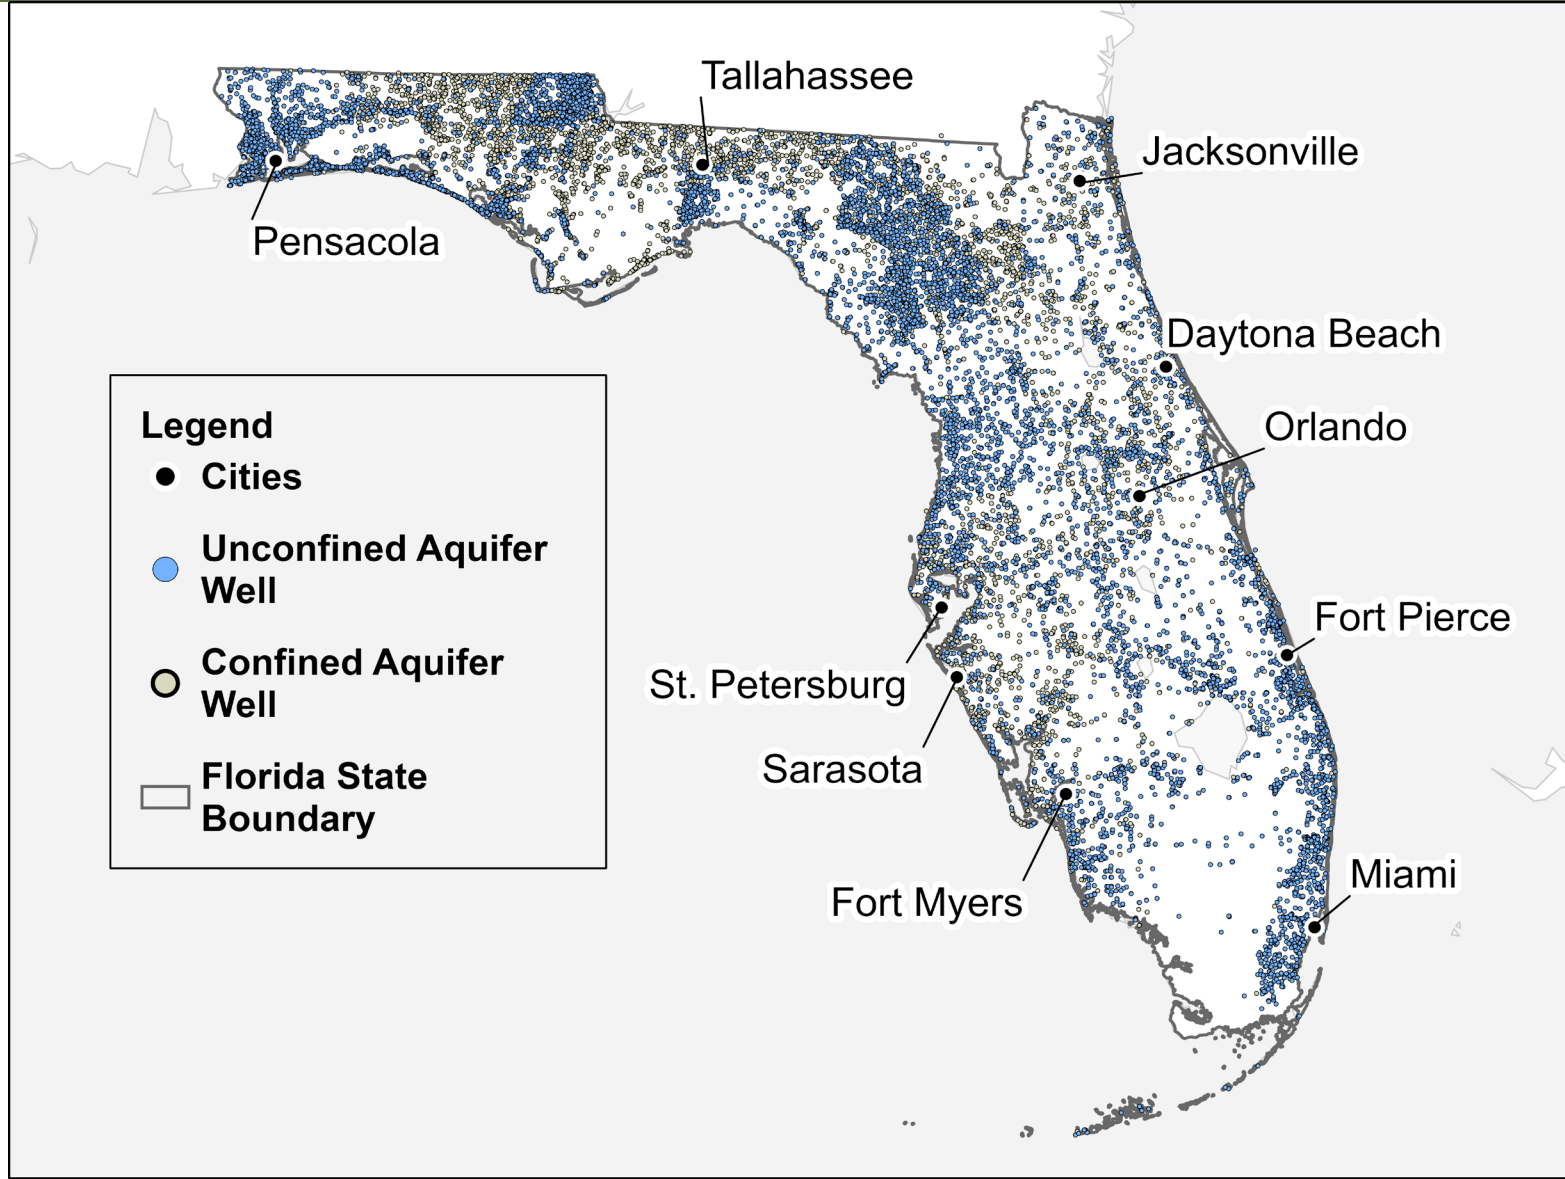 Tallahassee
Jacksonville
Pensacola
Daytona Beach
Orlando
Legend
Cities
Unconfined Aquifer
Well
Confined Aquifer
Well
Florida State
Boundary
Fort Pierce
St. Petersburg
Sarasota
Fort Myers
Miami